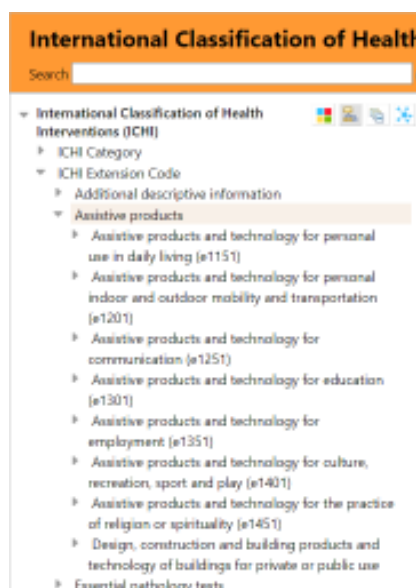 International Classification of Health
Search
International Classification of Health
Interventions (ICHI)
ICHI Category
ICHI Extension Code
Additional descriptive information
Assistive products
Assistive products and technology for personal
use in daily living (e1151)
Assistive products and technology for personal
indoor and outdoor mobility and transportation
(e1201)
Assistive products and technology for
communication (e1251)
Assistive products and technology for education
(e1301)
Assistive products and technology for
employment (e1351)
Assistive products and technology for culture,
recreation, sport and play (e1401)
Assistive products and technology for the practice
of religion or spirituality (e1451)
Design, construction and building products and
technology of buildings for private or public use
Essential pathology tests